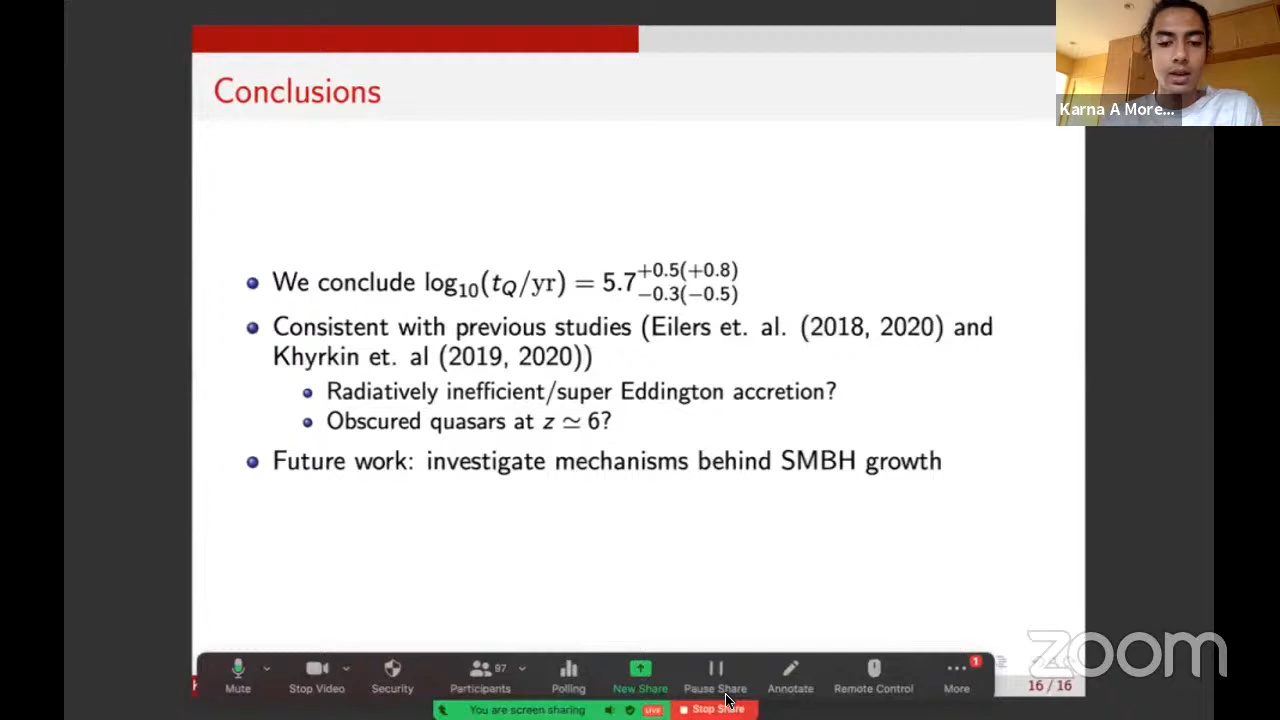 Conclusions
Karna A More...
We conclude log₁₀(t_Q/yr) = 5.7 +0.5(+0.8) −0.3(−0.5)
Consistent with previous studies (Eilers et. al. (2018, 2020) and
Khyrkin et. al (2019, 2020))
Radiatively inefficient/super Eddington accretion?
Obscured quasars at z ≃ 6?
Future work: investigate mechanisms behind SMBH growth
zoom
97
1
Mute Stop Video Security Participants Polling New Share Pause Share Annotate Remote Control More
16 / 16
You are screen sharing LIVE Stop Share